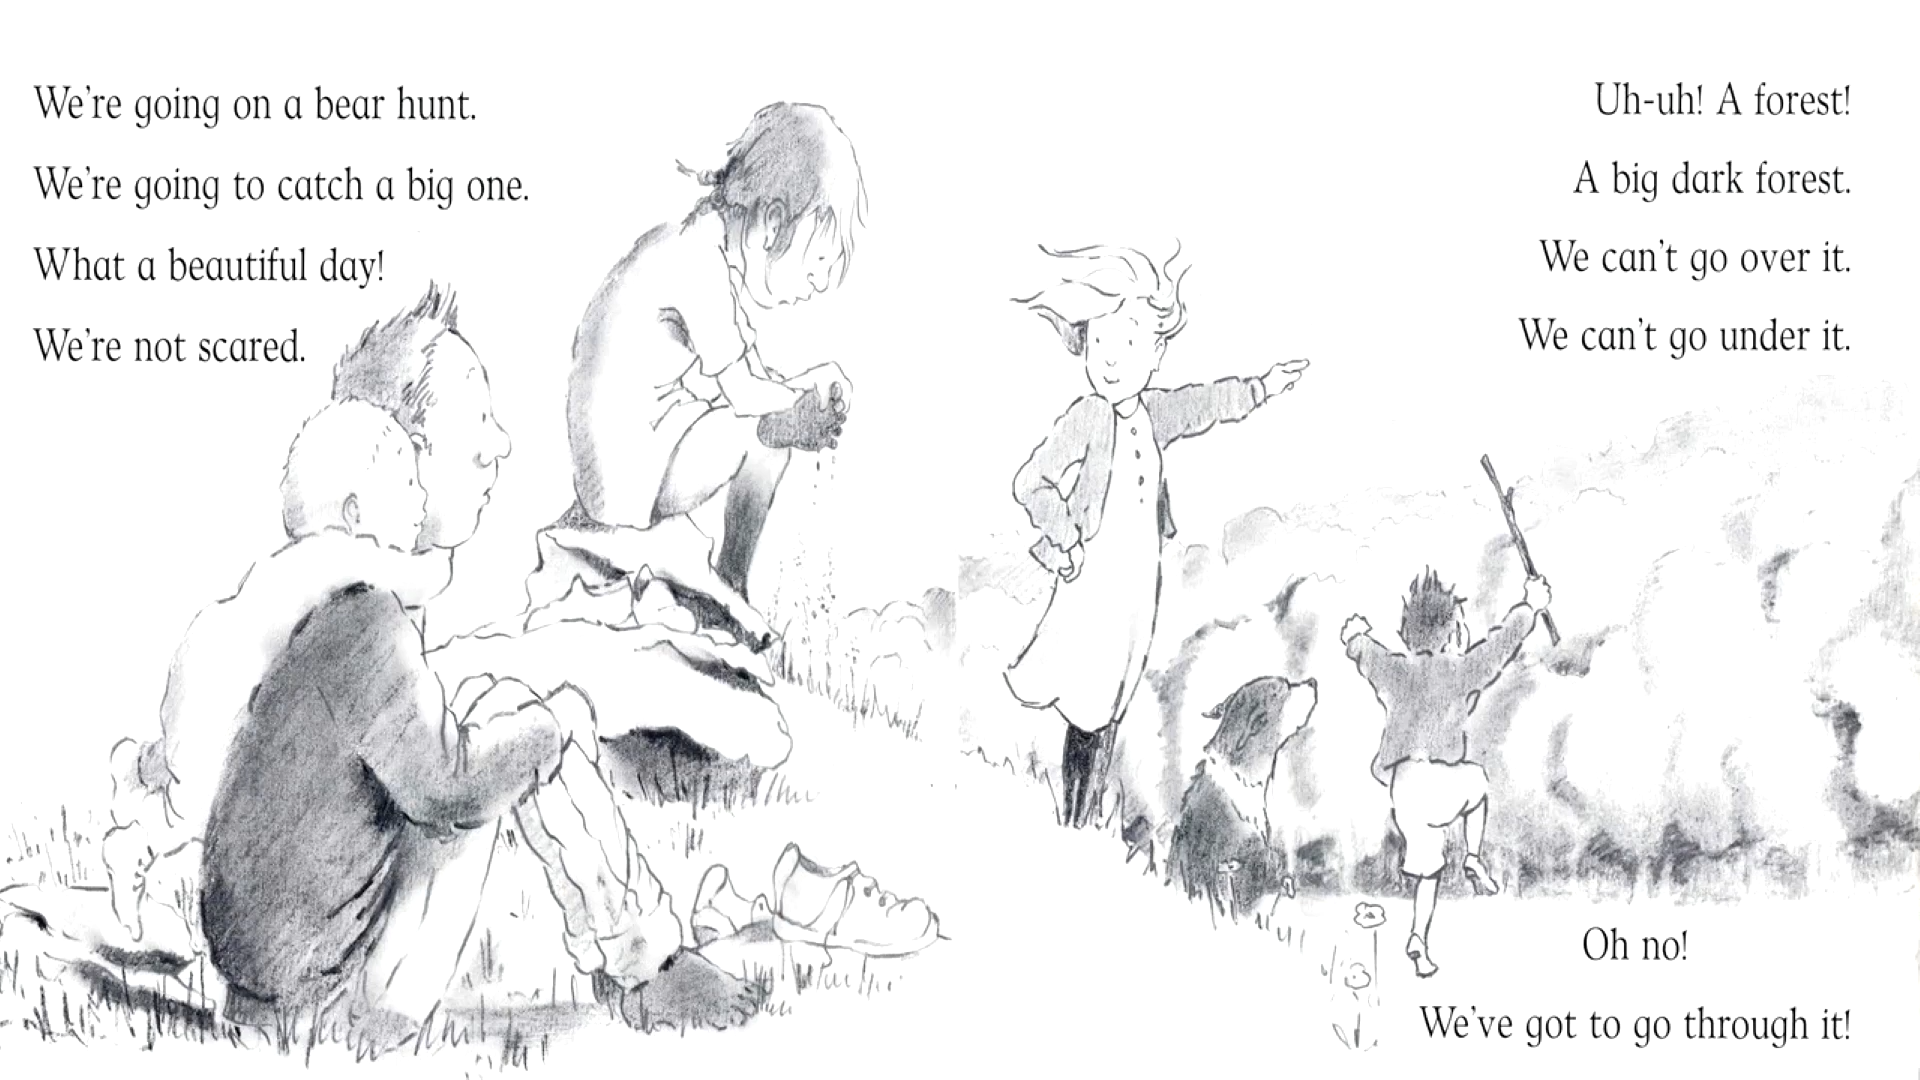 We're going on a bear hunt.
We're going to catch a big one.
What a beautiful day!
We're not scared.
Uh-uh! A forest!
A big dark forest.
We can't go over it.
We can't go under it.
Oh no!
We've got to go through it!